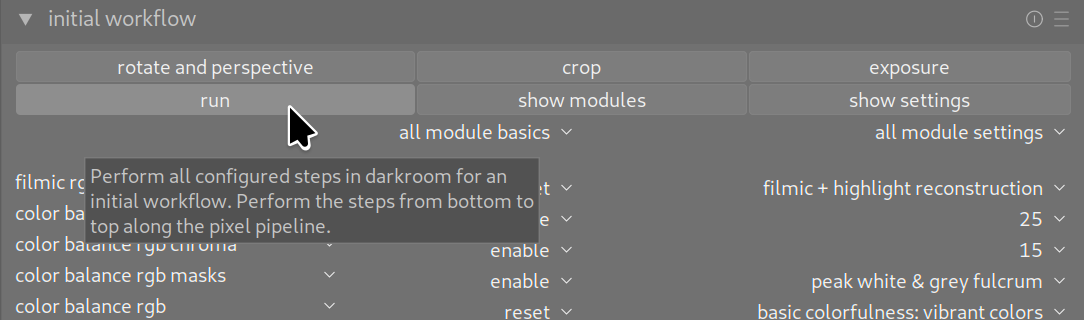 initial workflow
rotate and perspective crop exposure
run show modules show settings
all module basics all module settings
Perform all configured steps in darkroom for an
initial workflow. Perform the steps from bottom to
top along the pixel pipeline.
filmic filmic + highlight reconstruction
color 25
color balance rgb chroma enable 15
color balance rgb masks enable peak white & grey fulcrum
color balance rgb reset basic colorfulness: vibrant colors